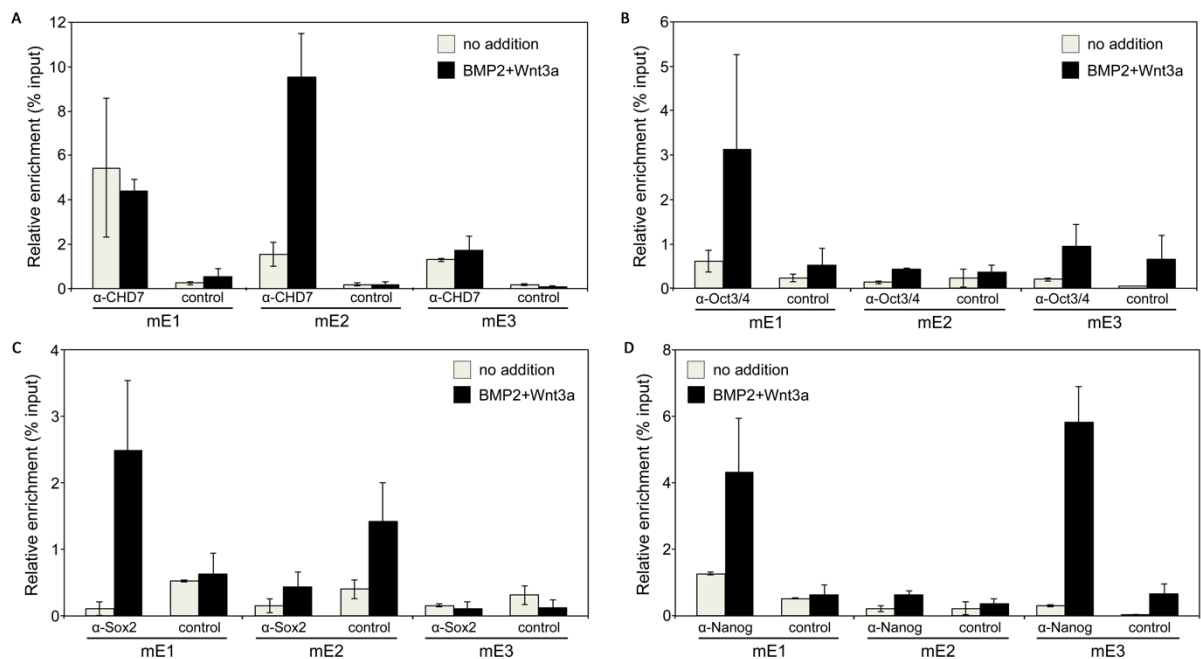 A
Relative enrichment (% input)
12
10
8
6
4
2
0
no addition
BMP2+Wnt3a
α-CHD7 control α-CHD7 control α-CHD7 control
mE1 mE2 mE3
B
Relative enrichment (% input)
6
5
4
3
2
1
0
no addition
BMP2+Wnt3a
α-Oct3/4 control α-Oct3/4 control α-Oct3/4 control
mE1 mE2 mE3
C
Relative enrichment (% input)
4
3
2
1
0
no addition
BMP2+Wnt3a
α-Sox2 control α-Sox2 control α-Sox2 control
mE1 mE2 mE3
D
Relative enrichment (% input)
8
6
4
2
0
no addition
BMP2+Wnt3a
α-Nanog control α-Nanog control α-Nanog control
mE1 mE2 mE3